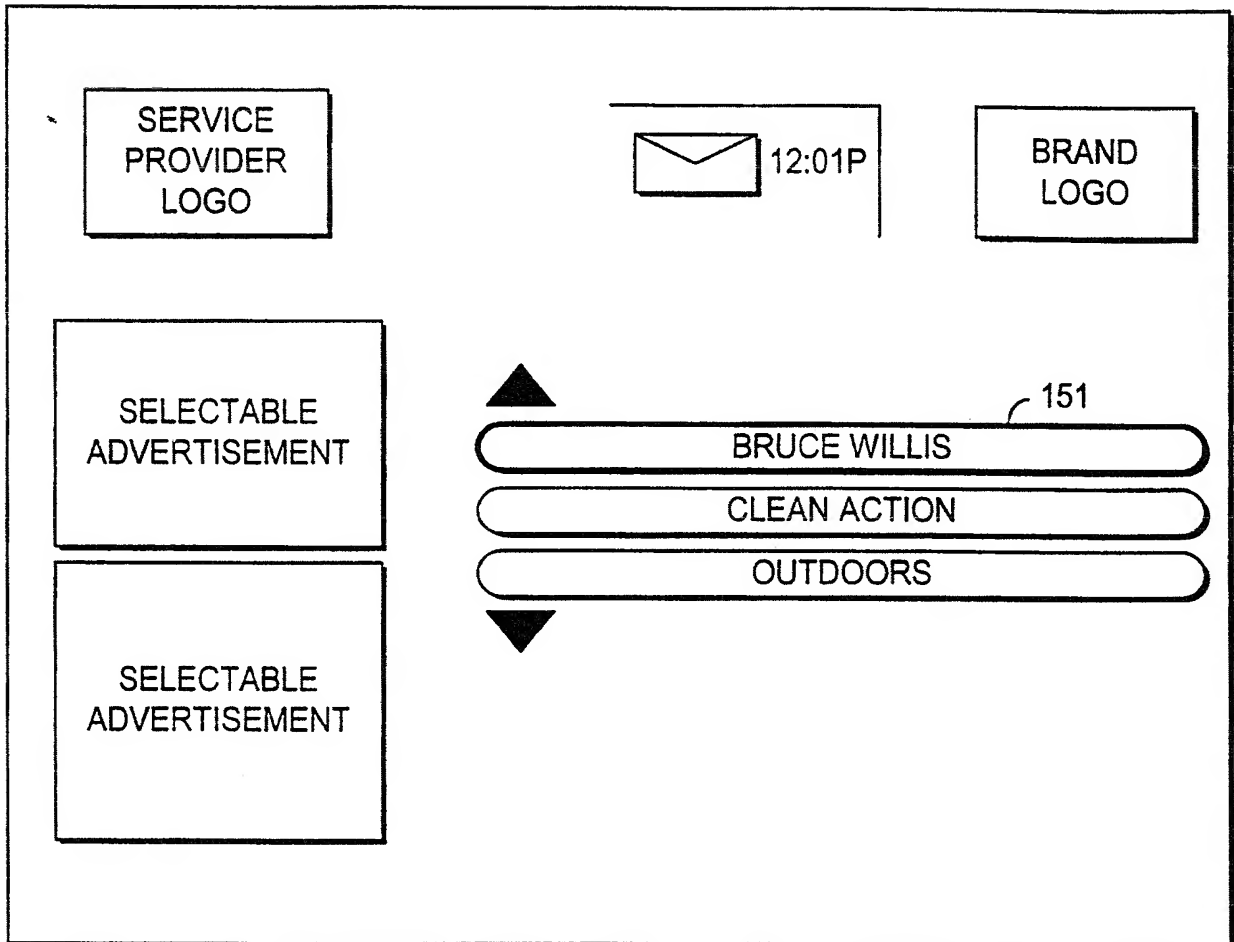 SERVICE
PROVIDER
LOGO
12:01P
BRAND
LOGO
SELECTABLE
ADVERTISEMENT
151
BRUCE WILLIS
CLEAN ACTION
OUTDOORS
SELECTABLE
ADVERTISEMENT